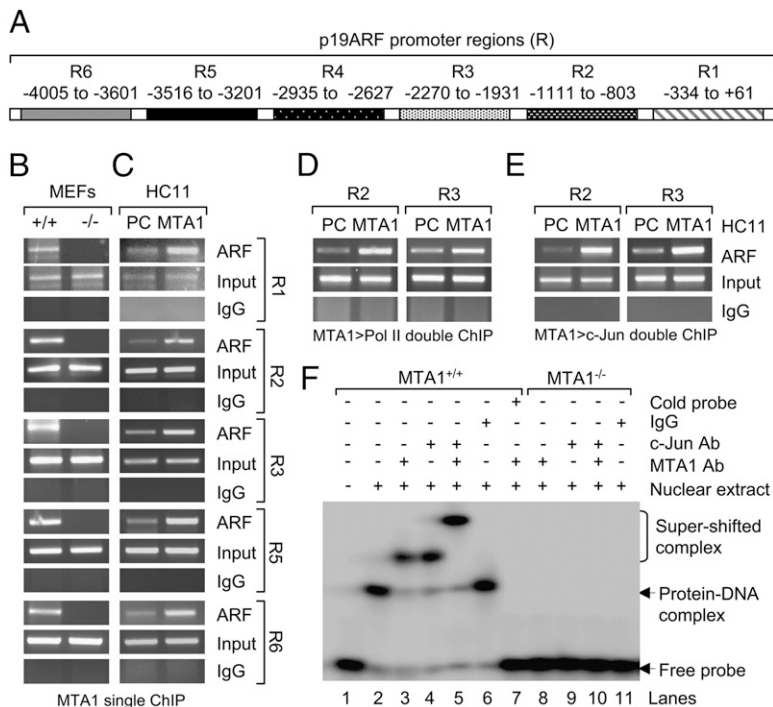 A
p19ARF promoter regions (R)
R6 R5 R4 R3 R2 R1
-4005 to -3601 -3516 to -3201 -2935 to -2627 -2270 to -1931 -1111 to -803 -334 to +61
B C D E
MEFs HC11
+/+ -/- PC MTA1
ARF
Input
IgG
R1
ARF
Input
IgG
R2
ARF
Input
IgG
R3
ARF
Input
IgG
R5
ARF
Input
IgG
R6
MTA1 single ChIP
R2 R3
PC MTA1 PC MTA1
MTA1>Pol II double ChIP
R2 R3
PC MTA1 PC MTA1 HC11
ARF
Input
IgG
MTA1>c-Jun double ChIP
F
MTA1+/+ MTA1-/-
- - - - - - + - - - - Cold probe
- - - - - + - - - - + IgG
- - - + + - - - + + - c-Jun Ab
- - + - + - + + - + - MTA1 Ab
- + + + + + + + + + + Nuclear extract
Super-shifted
complex
Protein-DNA
complex
Free probe
1 2 3 4 5 6 7 8 9 10 11 Lanes